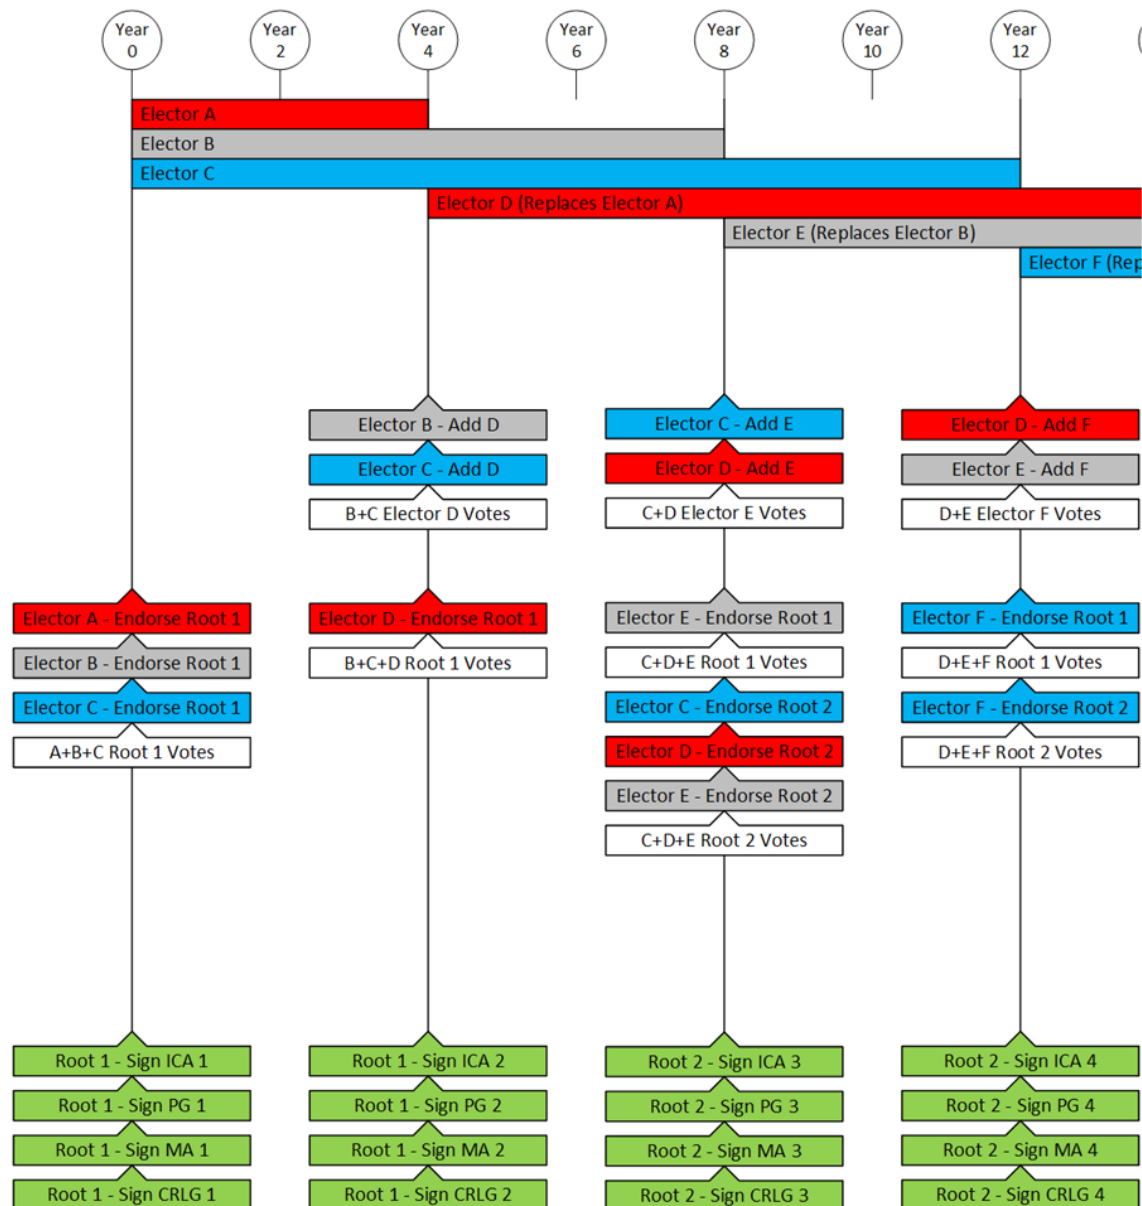 Year
0
Year
2
Year
4
Year
6
Year
8
Year
10
Year
12
Elector A
Elector B
Elector C
Elector D (Replaces Elector A)
Elector E (Replaces Elector B)
Elector F (Rep
Elector B - Add D
Elector C - Add D
B+C Elector D Votes
Elector C - Add E
Elector D - Add E
C+D Elector E Votes
Elector D - Add F
Elector E - Add F
D+E Elector F Votes
Elector A - Endorse Root 1
Elector B - Endorse Root 1
Elector C - Endorse Root 1
A+B+C Root 1 Votes
Elector D - Endorse Root 1
B+C+D Root 1 Votes
Elector E - Endorse Root 1
C+D+E Root 1 Votes
Elector C - Endorse Root 2
Elector D - Endorse Root 2
Elector E - Endorse Root 2
C+D+E Root 2 Votes
Elector F - Endorse Root 1
D+E+F Root 1 Votes
Elector F - Endorse Root 2
D+E+F Root 2 Votes
Root 1 - Sign ICA 1
Root 1 - Sign PG 1
Root 1 - Sign MA 1
Root 1 - Sign CRLG 1
Root 1 - Sign ICA 2
Root 1 - Sign PG 2
Root 1 - Sign MA 2
Root 1 - Sign CRLG 2
Root 2 - Sign ICA 3
Root 2 - Sign PG 3
Root 2 - Sign MA 3
Root 2 - Sign CRLG 3
Root 2 - Sign ICA 4
Root 2 - Sign PG 4
Root 2 - Sign MA 4
Root 2 - Sign CRLG 4